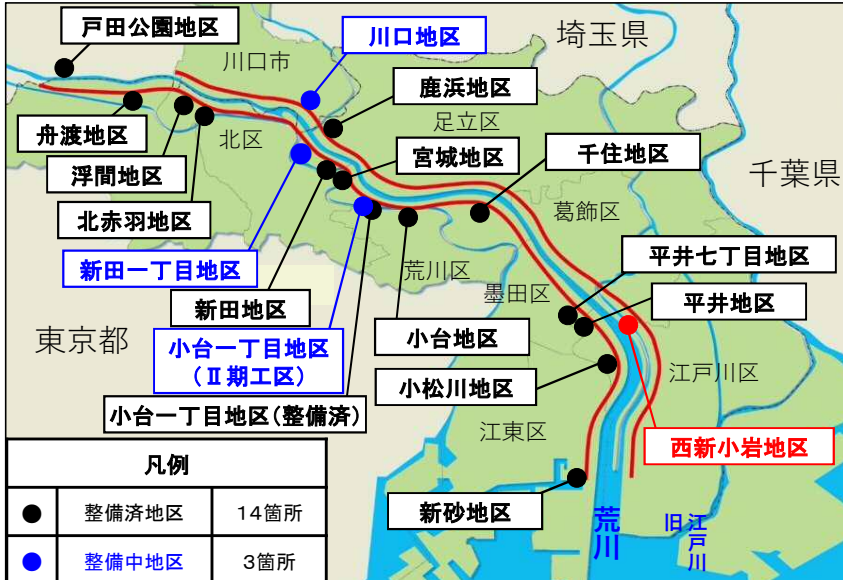 戸田公園地区
川口地区
埼玉県
川口市
鹿浜地区
足立区
舟渡地区
北区
宮城地区
千住地区
浮間地区
千葉県
北赤羽地区
葛飾区
新田一丁目地区
荒川区
平井七丁目地区
墨田区
新田地区
平井地区
東京都
小台一丁目地区
(Ⅱ期工区)
小台地区
小松川地区
江戸川区
小台一丁目地区(整備済)
江東区
西新小岩地区
新砂地区
荒川
旧江戸川
凡例
● 整備済地区 14箇所
● 整備中地区 3箇所